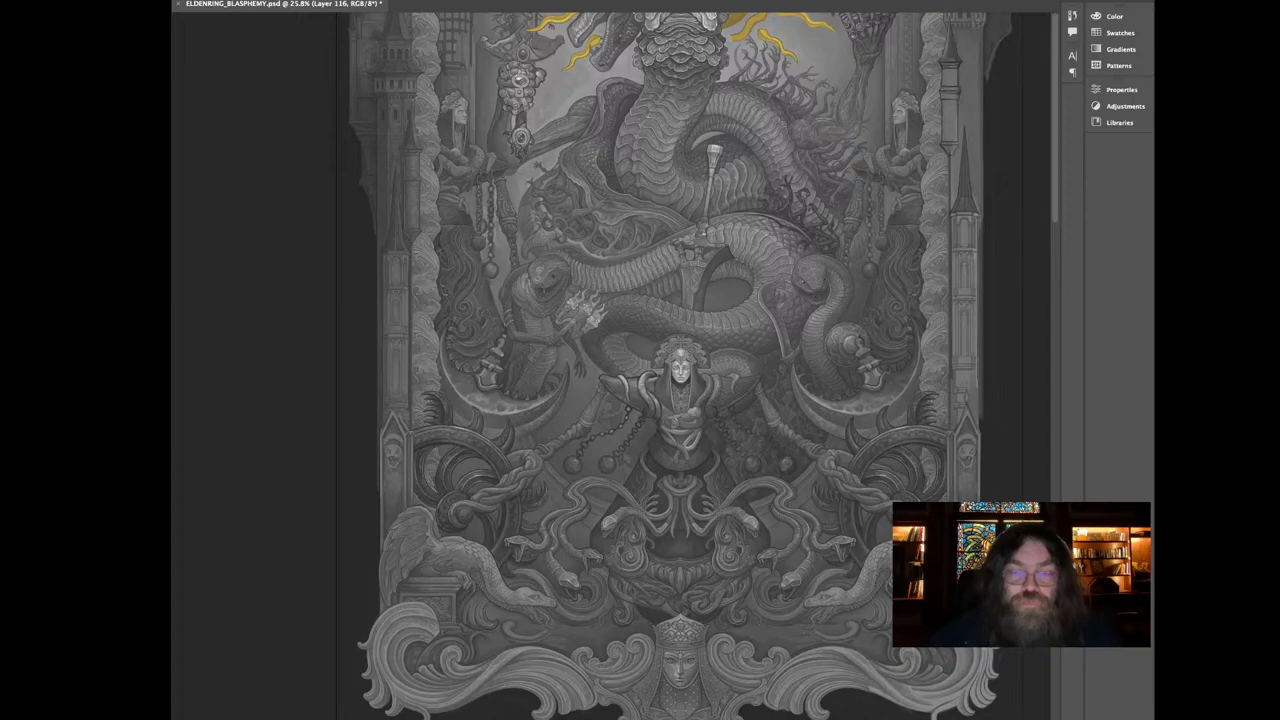 × ELDENRING_BLASPHEMY.psd @ 25.8% (Layer 116, RGB/8*) *
Color
Swatches
Gradients
A|
Patterns
¶
Properties
Adjustments
Libraries